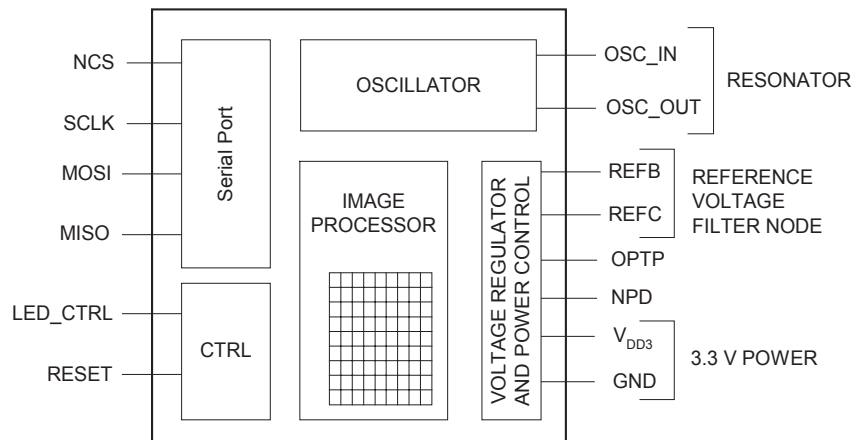 NCS
SCLK
MOSI
MISO
LED_CTRL
RESET
Serial Port
CTRL
OSCILLATOR
IMAGE
PROCESSOR
VOLTAGE REGULATOR
AND POWER CONTROL
OSC_IN
OSC_OUT
RESONATOR
REFB
REFC
REFERENCE
VOLTAGE
FILTER NODE
OPTP
NPD
VDD3
GND
3.3 V POWER